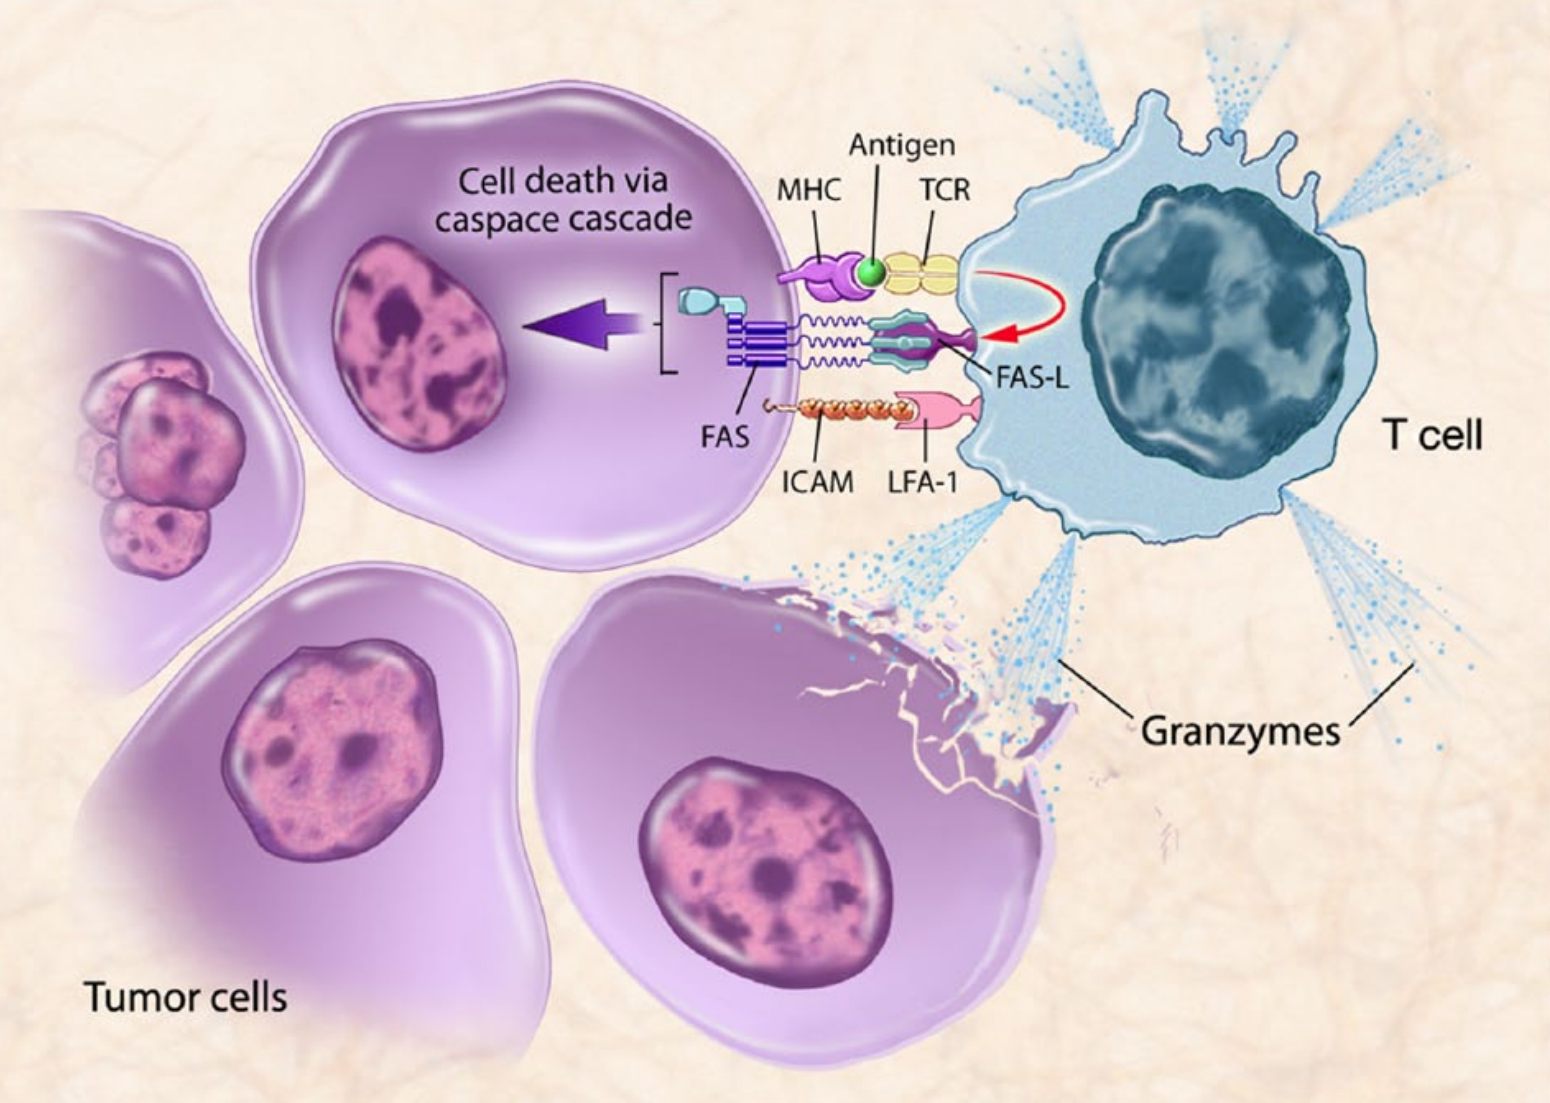 Cell death via
caspace cascade
Antigen
MHC
TCR
FAS-L
FAS
ICAM
LFA-1
T cell
Granzymes
Tumor cells